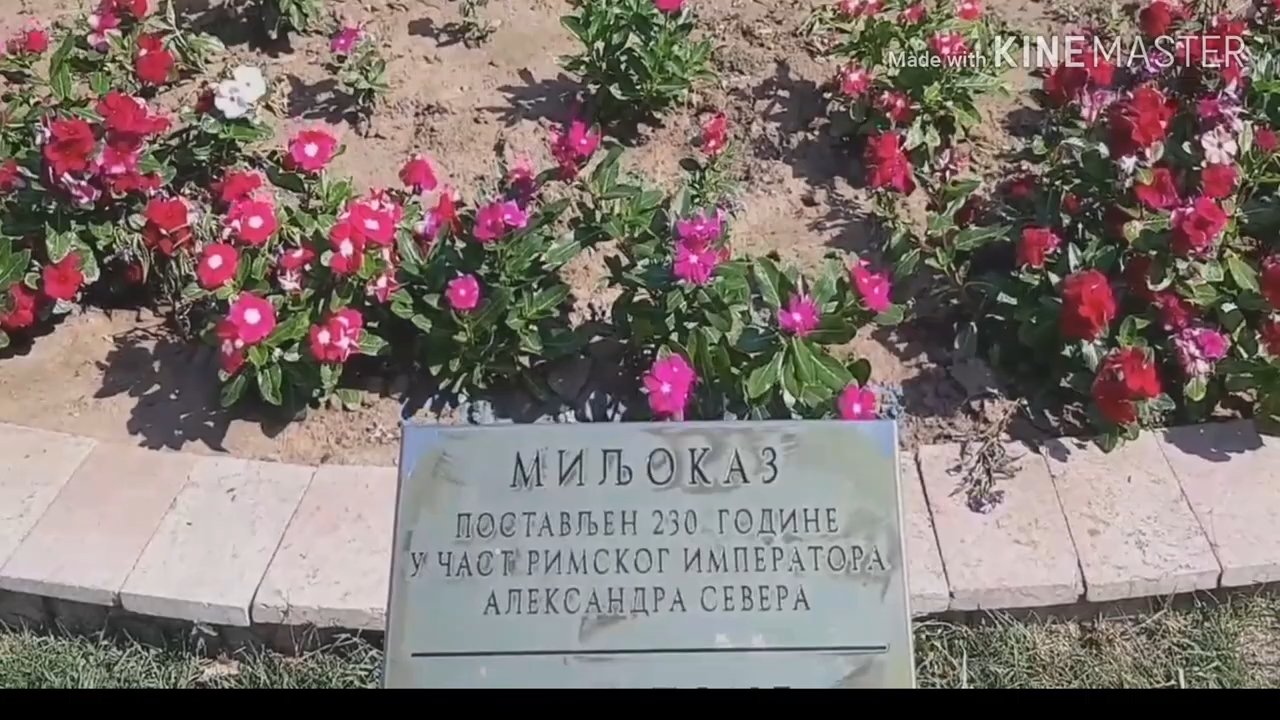 Made with KINEMASTER
МИЉОКАЗ
ПОСТАВЉЕН 230. ГОДИНЕ
У ЧАСТ РИМСКОГ ИМПЕРАТОРА
АЛЕКСАНДРА СЕВЕРА